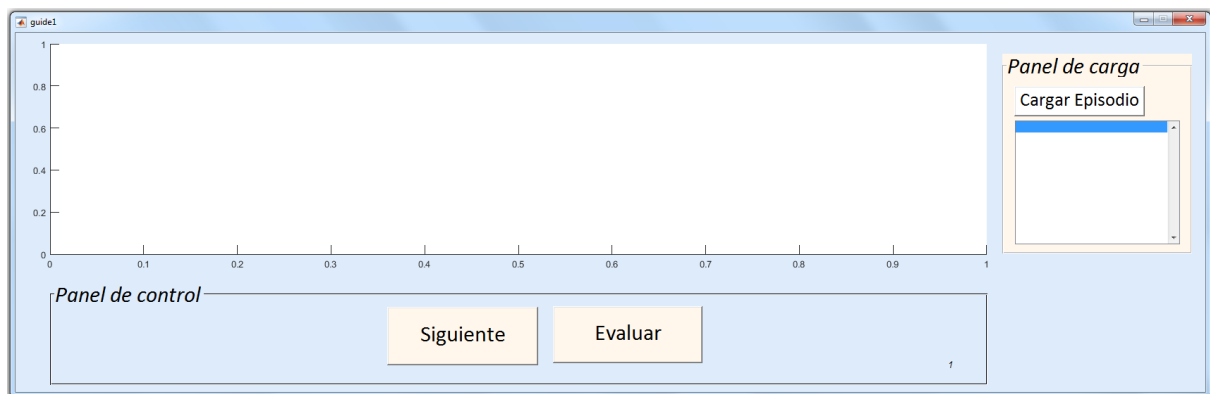 guide1
1
0.8
0.6
0.4
0.2
0
0 0.1 0.2 0.3 0.4 0.5 0.6 0.7 0.8 0.9 1
Panel de carga
Cargar Episodio
Panel de control
Siguiente Evaluar
1